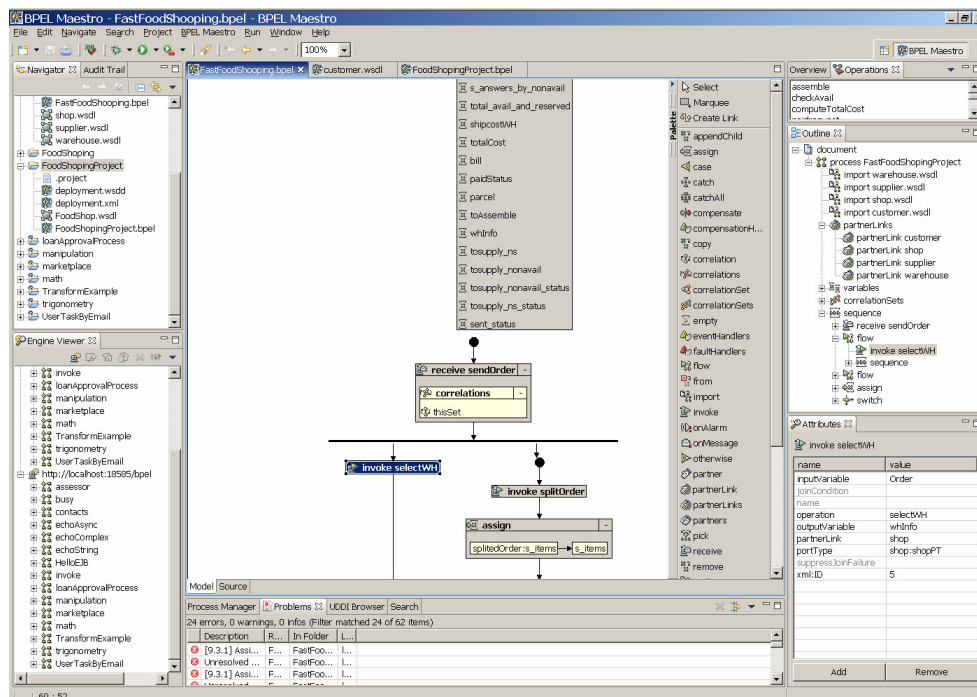 BPEL Maestro - FastFoodShooping.bpel - BPEL Maestro
File Edit Navigate Search Project BPEL Maestro Run Window Help
100%
BPEL Maestro
Navigator Audit Trail
FastFoodShooping.bpel
shop.wsdl
supplier.wsdl
warehouse.wsdl
FoodShoping
FoodShopingProject
.project
deployment.wsdd
deployment.xml
FoodShop.wsdl
FoodShopingProject.bpel
loanApprovalProcess
manipulation
marketplace
math
TransformExample
trigonometry
UserTaskByEmail
Engine Viewer
invoke
loanApprovalProcess
manipulation
marketplace
math
TransformExample
trigonometry
UserTaskByEmail
http://localhost:18585/bpel
assessor
busy
contacts
echoAsync
echoComplex
echoString
HelloEJB
invoke
loanApprovalProcess
manipulation
marketplace
math
TransformExample
trigonometry
UserTaskByEmail
FastFoodShooping.bpel customer.wsdl FoodShopingProject.bpel
s_answers_by_nonavail
total_avail_and_reserved
shipcostWH
totalCost
bill
paidStatus
parcel
toAssemble
whInfo
tosupply_ns
tosupply_nonavail
tosupply_nonavail_status
tosupply_ns_status
sent_status
receive sendOrder
correlations
thisSet
invoke selectWH
invoke splitOrder
assign
splitedOrder:s_items s_items
Model Source
Palette
Select
Marquee
Create Link
appendChild
assign
case
catch
catchAll
compensate
compensationH...
copy
correlation
correlations
correlationSet
correlationSets
empty
eventHandlers
faultHandlers
flow
from
import
invoke
onAlarm
onMessage
otherwise
partner
partnerLink
partnerLinks
partners
pick
receive
remove
Process Manager Problems UDDI Browser Search
24 errors, 0 warnings, 0 infos (Filter matched 24 of 62 items)
Description R... In Folder L...
[9.3.1] Assi... F... FastFoo... l...
Unresolved ... F... FastFoo... l...
[9.3.1] Assi... F... FastFoo... l...
Overview Operations
assemble
checkAvail
computeTotalCost
Outline
document
process FastFoodShopingProject
import warehouse.wsdl
import supplier.wsdl
import shop.wsdl
import customer.wsdl
partnerLinks
partnerLink customer
partnerLink shop
partnerLink supplier
partnerLink warehouse
variables
correlationSets
sequence
receive sendOrder
flow
invoke selectWH
sequence
flow
assign
switch
Attributes
invoke selectWH
name value
inputVariable Order
joinCondition
name
operation selectWH
outputVariable whInfo
partnerLink shop
portType shop:shopPT
suppressJoinFailure
xml:ID 5
Add Remove
60 : 52